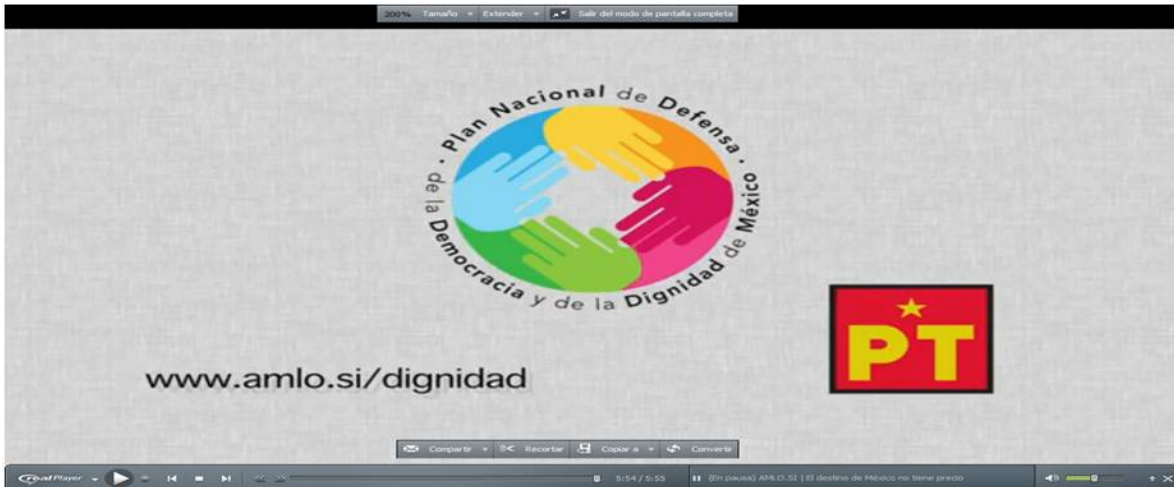 200% Tamaño Extender Salir del modo de pantalla completa
· Plan Nacional de Defensa ·
de la Democracia y de la Dignidad de México
PT
www.amlo.si/dignidad
Compartir Recortar Copiar a Convertir
RealPlayer 5:54 / 5:55 (En pausa) AMLO.SI | El destino de México no tiene precio